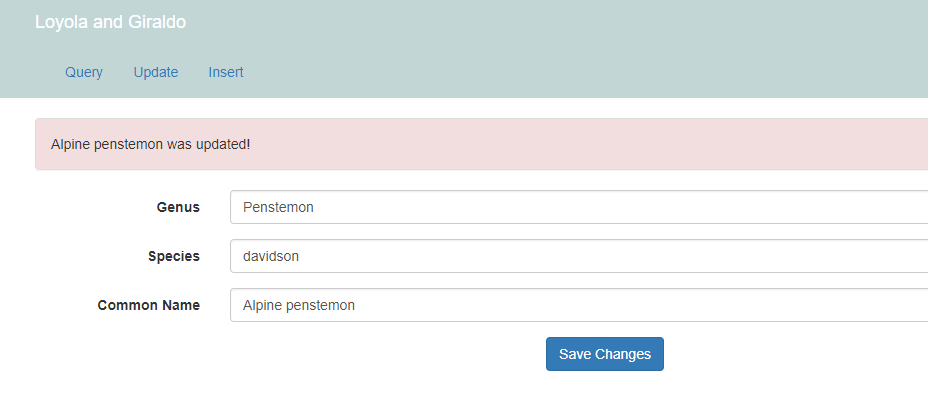 Loyola and Giraldo
Query Update Insert
Alpine penstemon was updated!
Genus Penstemon
Species davidson
Common Name Alpine penstemon
Save Changes